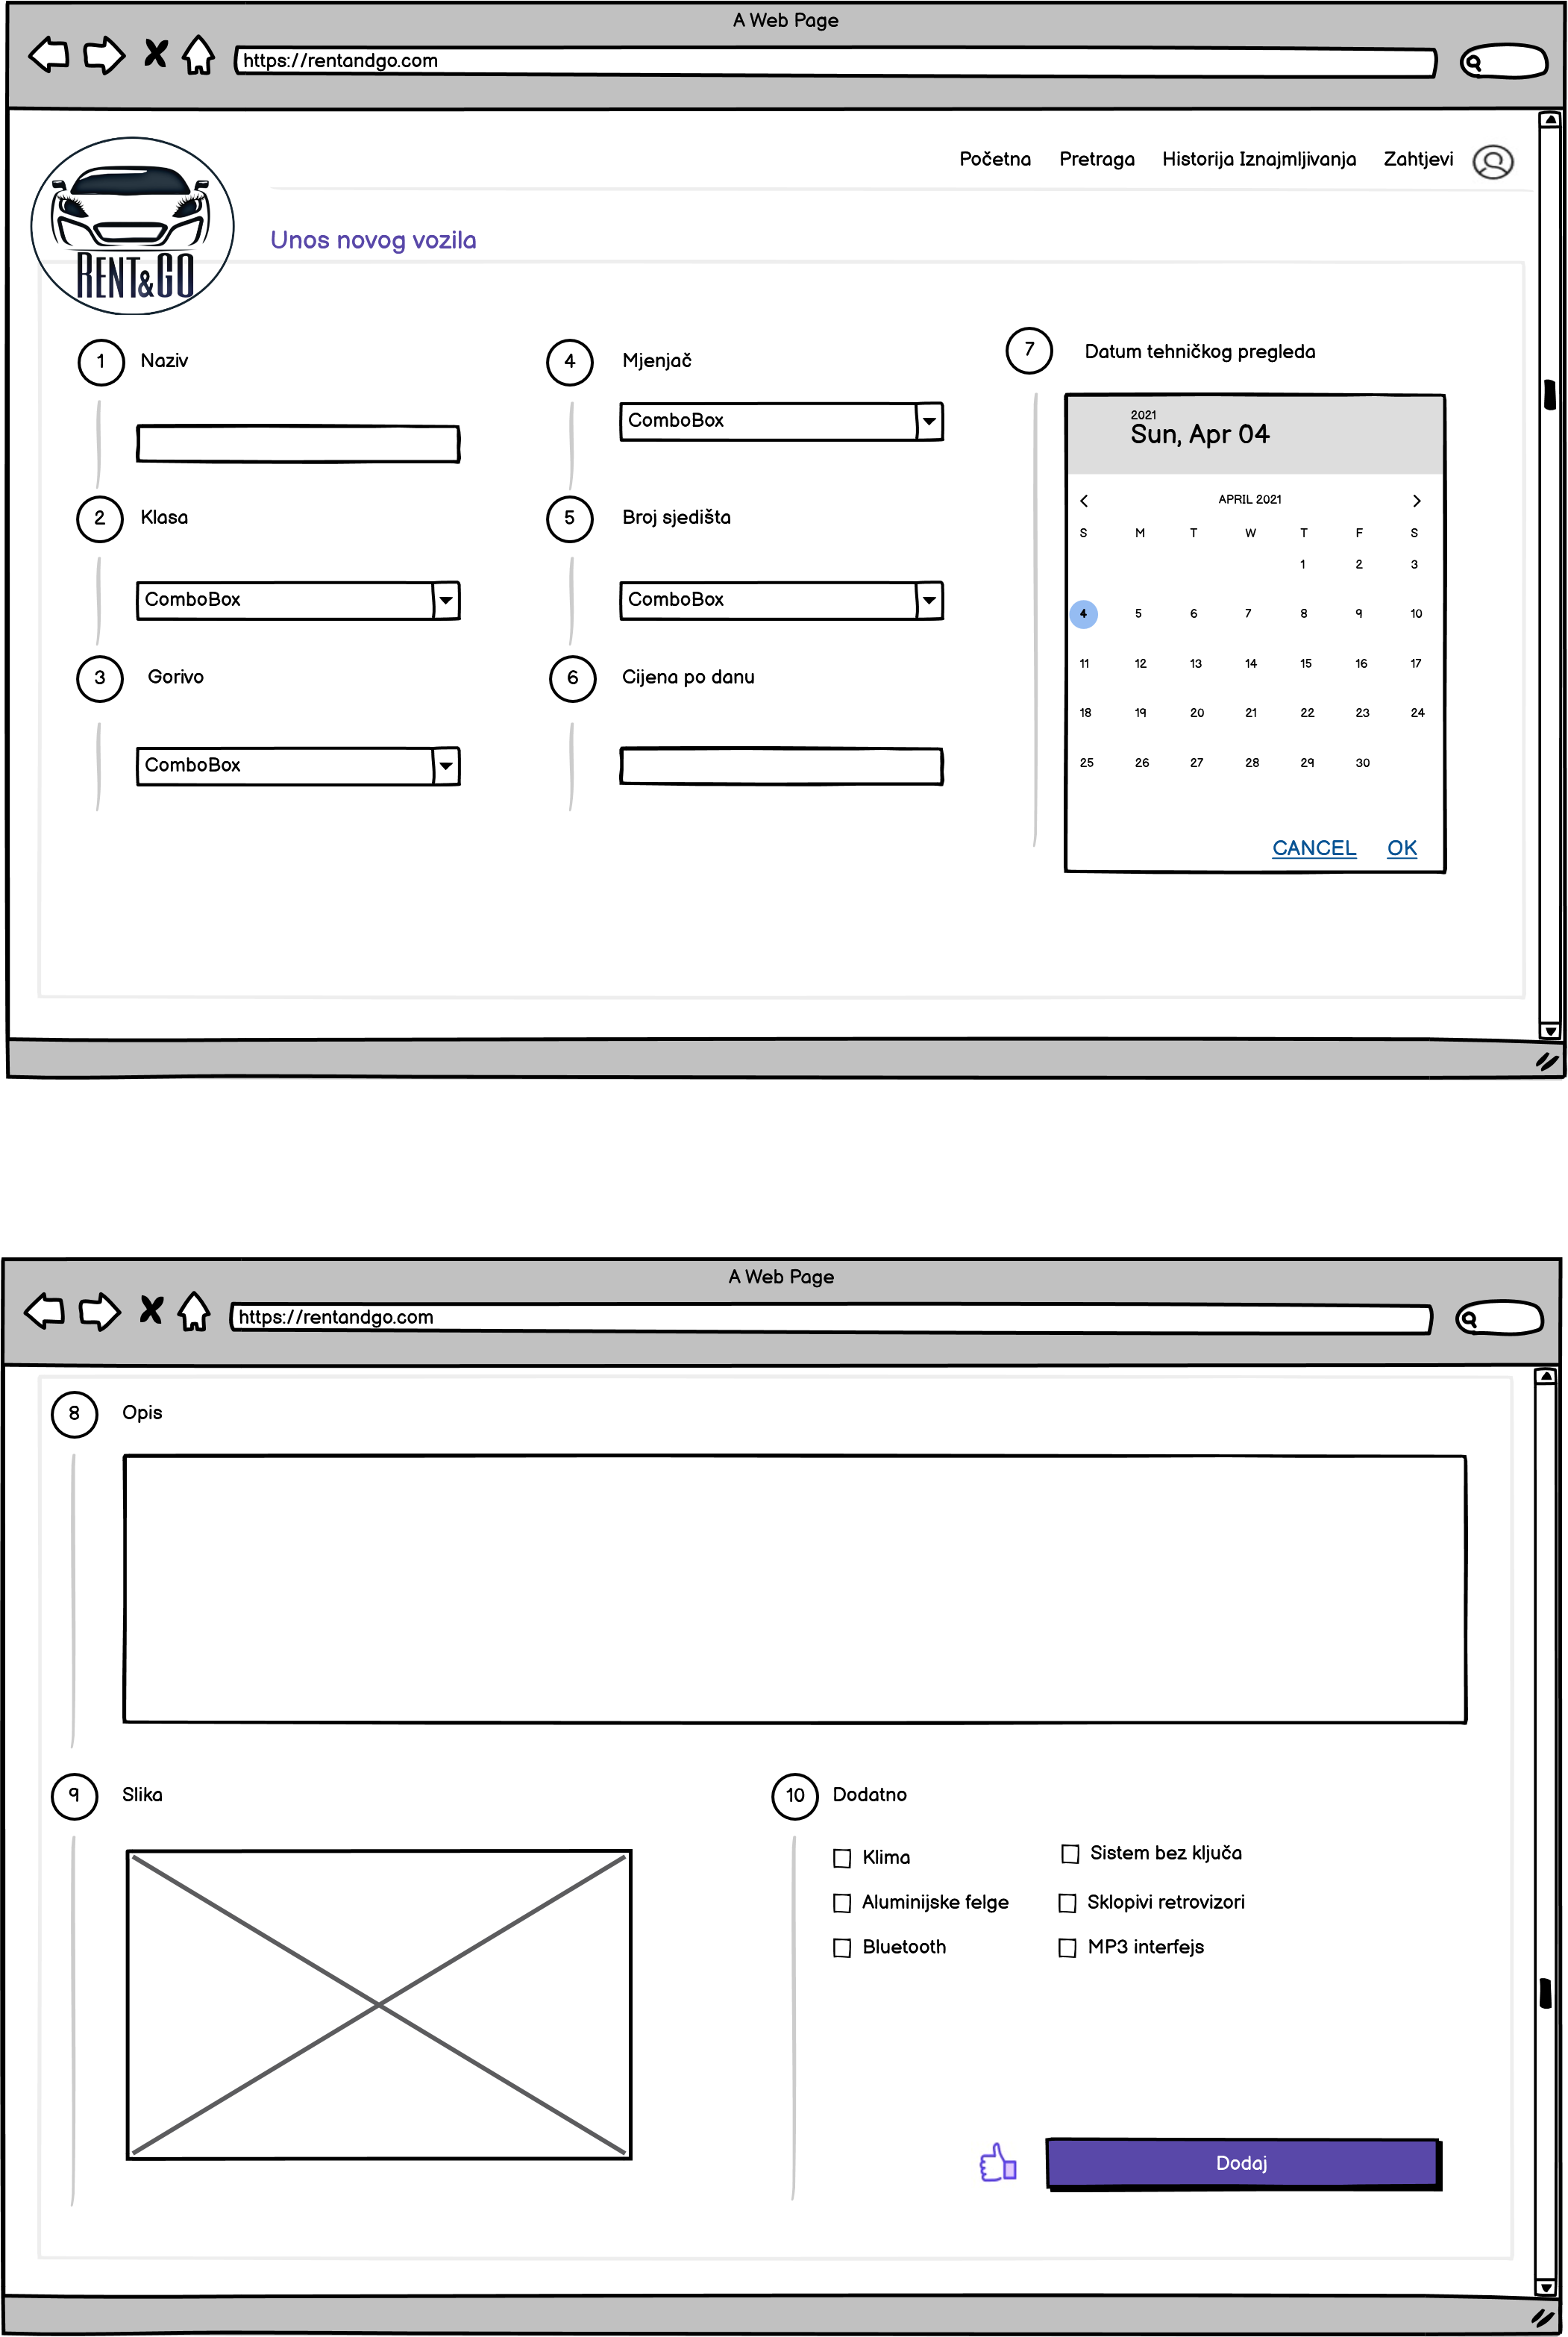 A Web Page
https://rentandgo.com
Početna Pretraga Historija Iznajmljivanja Zahtjevi
RENT&GO
Unos novog vozila
1 Naziv
2 Klasa
ComboBox
3 Gorivo
ComboBox
4 Mjenjač
ComboBox
5 Broj sjedišta
ComboBox
6 Cijena po danu
7 Datum tehničkog pregleda
2021
Sun, Apr 04
APRIL 2021
S M T W T F S
1 2 3
4 5 6 7 8 9 10
11 12 13 14 15 16 17
18 19 20 21 22 23 24
25 26 27 28 29 30
CANCEL OK
A Web Page
https://rentandgo.com
8 Opis
9 Slika
10 Dodatno
Klima Sistem bez ključa
Aluminijske felge Sklopivi retrovizori
Bluetooth MP3 interfejs
Dodaj